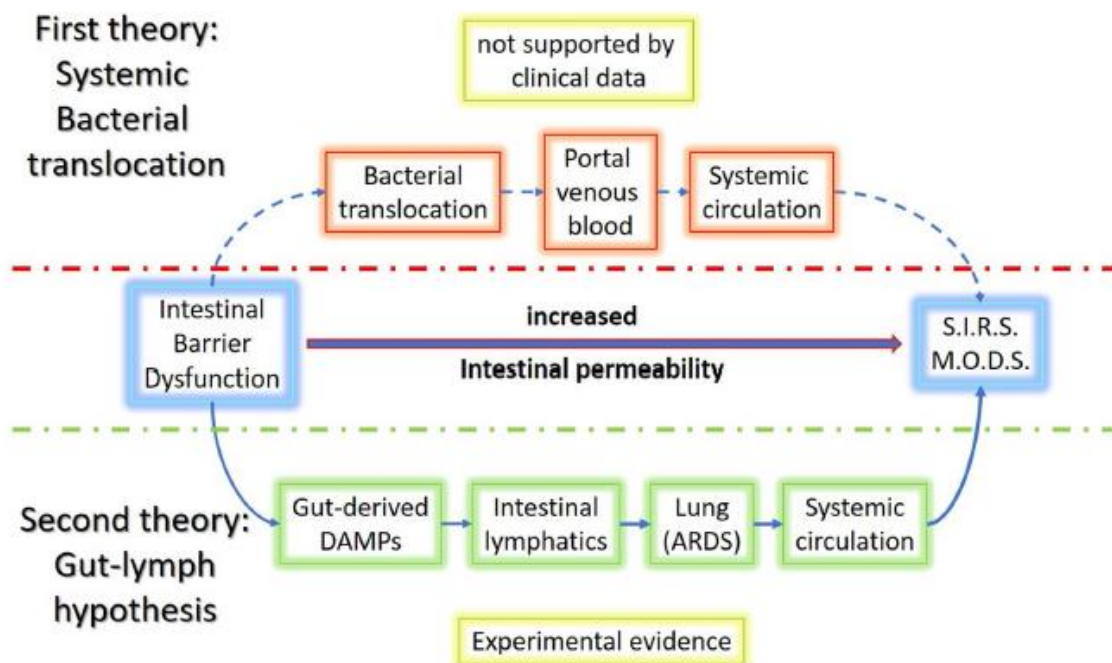 First theory:
Systemic
Bacterial
translocation
not supported by
clinical data
Bacterial
translocation
Portal
venous
blood
Systemic
circulation
Intestinal
Barrier
Dysfunction
increased
Intestinal permeability
S.I.R.S.
M.O.D.S.
Second theory:
Gut-lymph
hypothesis
Gut-derived
DAMPs
Intestinal
lymphatics
Lung
(ARDS)
Systemic
circulation
Experimental evidence